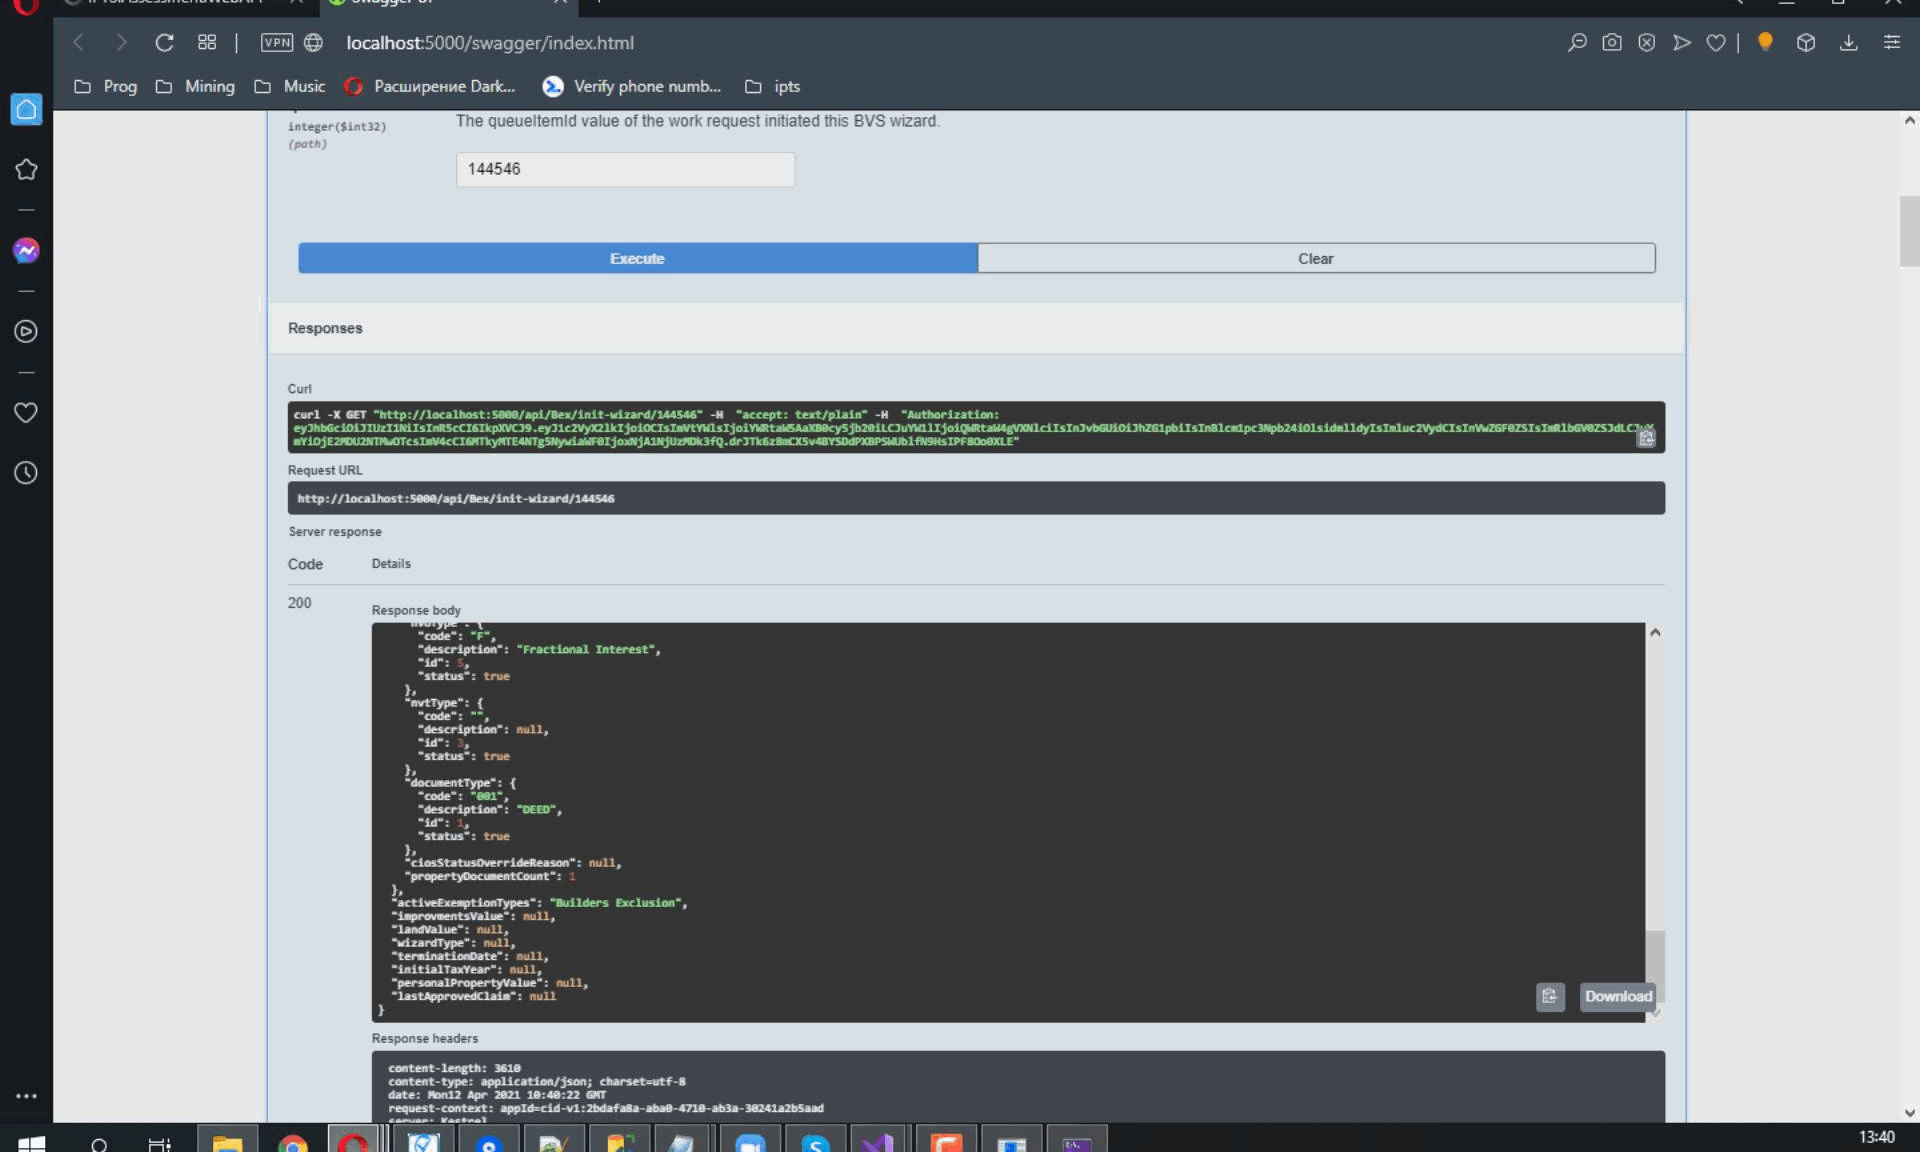 localhost:5000/swagger/index.html
VPN
Prog
Mining
Music
Расширение Dark...
Verify phone numb...
ipts
integer($int32)
(path)
The queueItemId value of the work request initiated this BVS wizard.
144546
Execute
Clear
Responses
Curl
curl -X GET "http://localhost:5000/api/Bex/init-wizard/144546" -H "accept: text/plain" -H "Authorization:
Request URL
http://localhost:5000/api/Bex/init-wizard/144546
Server response
Code
Details
200
Response body
"nvoType": {
"code": "F",
"description": "Fractional Interest",
"id": 5,
"status": true
},
"nvtType": {
"code": "",
"description": null,
"id": 3,
"status": true
},
"documentType": {
"code": "001",
"description": "DEED",
"id": 1,
"status": true
},
"ciosStatusOverrideReason": null,
"propertyDocumentCount": 1
},
"activeExemptionTypes": "Builders Exclusion",
"improvmentsValue": null,
"landValue": null,
"wizardType": null,
"terminationDate": null,
"initialTaxYear": null,
"personalPropertyValue": null,
"lastApprovedClaim": null
}
Download
Response headers
content-length: 3610
content-type: application/json; charset=utf-8
date: Mon12 Apr 2021 10:40:22 GMT
request-context: appId=cid-v1:2bdafa8a-aba0-4710-ab3a-30241a2b5aad
server: Kestrel
13:40